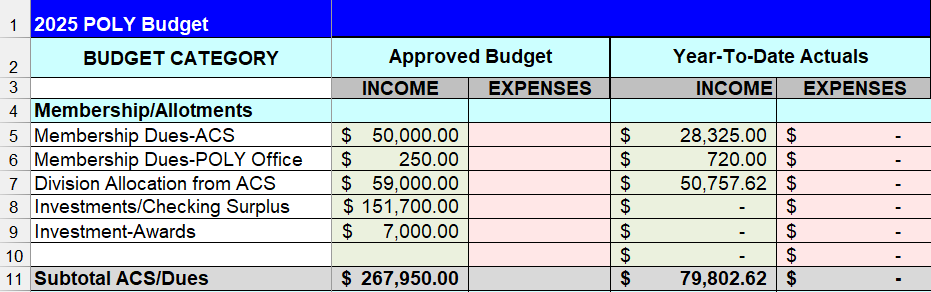 1 2025 POLY Budget
2 BUDGET CATEGORY Approved Budget Year-To-Date Actuals
3 INCOME EXPENSES INCOME EXPENSES
4 Membership/Allotments
5 Membership Dues-ACS $ 50,000.00 $ 28,325.00 $ -
6 Membership Dues-POLY Office $ 250.00 $ 720.00 $ -
7 Division Allocation from ACS $ 59,000.00 $ 50,757.62 $ -
8 Investments/Checking Surplus $ 151,700.00 $ - $ -
9 Investment-Awards $ 7,000.00 $ - $ -
10 $ - $ -
11 Subtotal ACS/Dues $ 267,950.00 $ 79,802.62 $ -